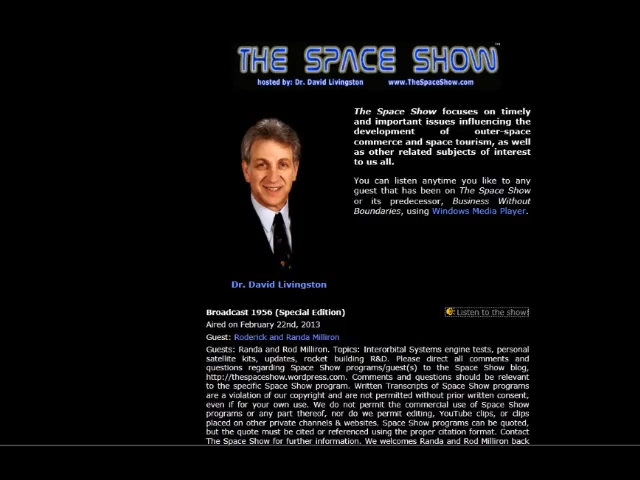 THE SPACE SHOW™
hosted by: Dr. David Livingston www.TheSpaceShow.com
The Space Show focuses on timely
and important issues influencing the
development of outer-space
commerce and space tourism, as well
as other related subjects of interest
to us all.
You can listen anytime you like to any
guest that has been on The Space Show
or its predecessor, Business Without
Boundaries, using Windows Media Player.
Dr. David Livingston
Broadcast 1956 (Special Edition)
Listen to the show!
Aired on February 22nd, 2013
Guest: Roderick and Randa Milliron
Guests: Randa and Rod Milliron. Topics: Interorbital Systems engine tests, personal
satellite kits, updates, rocket building R&D. Please direct all comments and
questions regarding Space Show programs/guest(s) to the Space Show blog,
http://thespaceshow.wordpress.com. Comments and questions should be relevant
to the specific Space Show program. Written Transcripts of Space Show programs
are a violation of our copyright and are not permitted without prior written consent,
even if for your own use. We do not permit the commercial use of Space Show
programs or any part thereof, nor do we permit editing, YouTube clips, or clips
placed on other private channels & websites. Space Show programs can be quoted,
but the quote must be cited or referenced using the proper citation format. Contact
The Space Show for further information. We welcomes Randa and Rod Milliron back